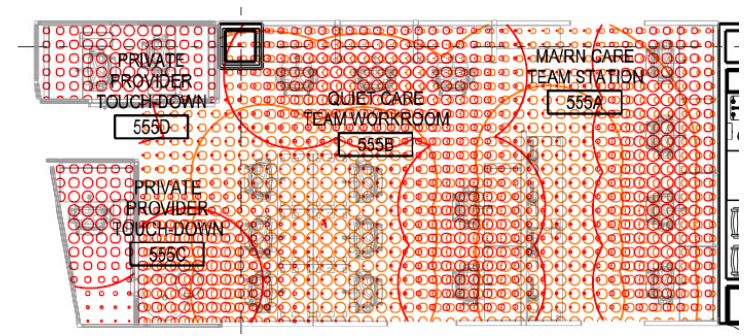 PRIVATE
PROVIDER
TOUCH-DOWN
555D
QUIET CARE
TEAM WORKROOM
555B
MA/RN CARE
TEAM STATION
555A
PRIVATE
PROVIDER
TOUCH-DOWN
555C